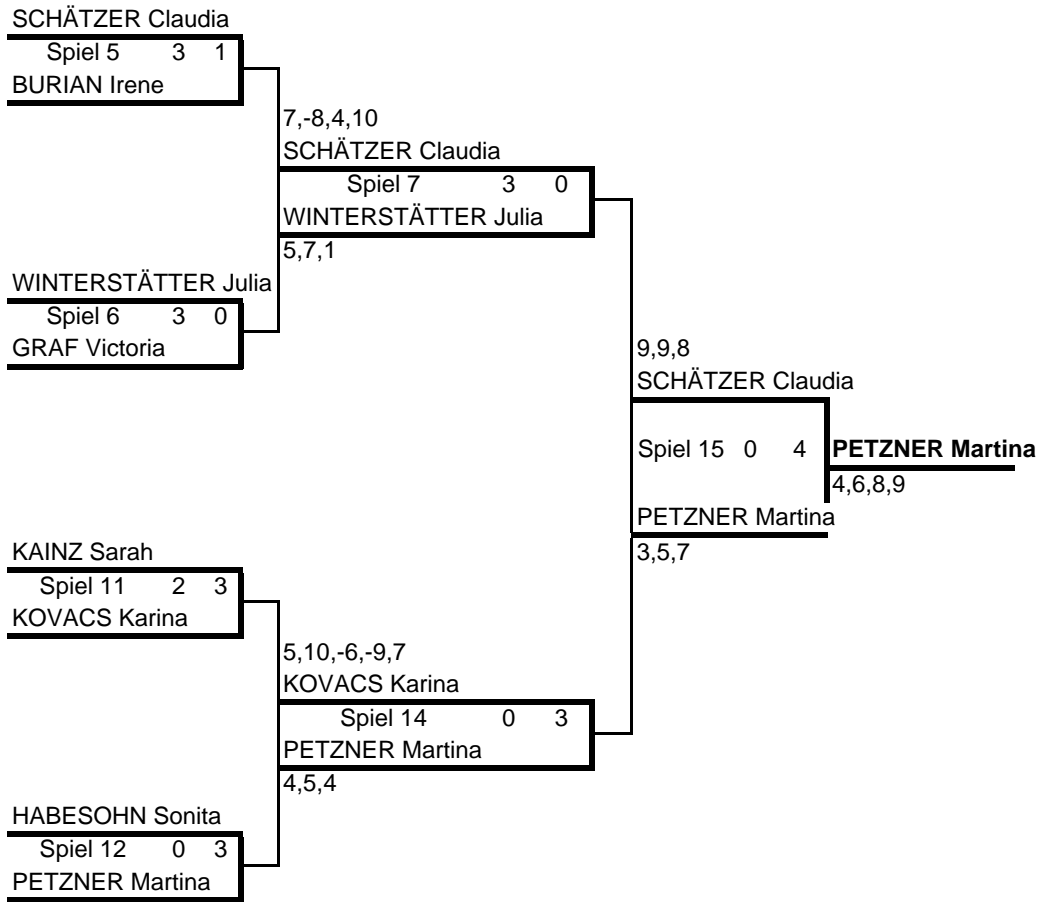 SCHÄTZER Claudia
Spiel 5 3 1
BURIAN Irene
7,-8,4,10
SCHÄTZER Claudia
Spiel 7 3 0
WINTERSTÄTTER Julia
5,7,1
WINTERSTÄTTER Julia
Spiel 6 3 0
GRAF Victoria
9,9,8
SCHÄTZER Claudia
Spiel 15 0 4
PETZNER Martina
4,6,8,9
PETZNER Martina
3,5,7
KAINZ Sarah
Spiel 11 2 3
KOVACS Karina
5,10,-6,-9,7
KOVACS Karina
Spiel 14 0 3
PETZNER Martina
4,5,4
HABESOHN Sonita
Spiel 12 0 3
PETZNER Martina